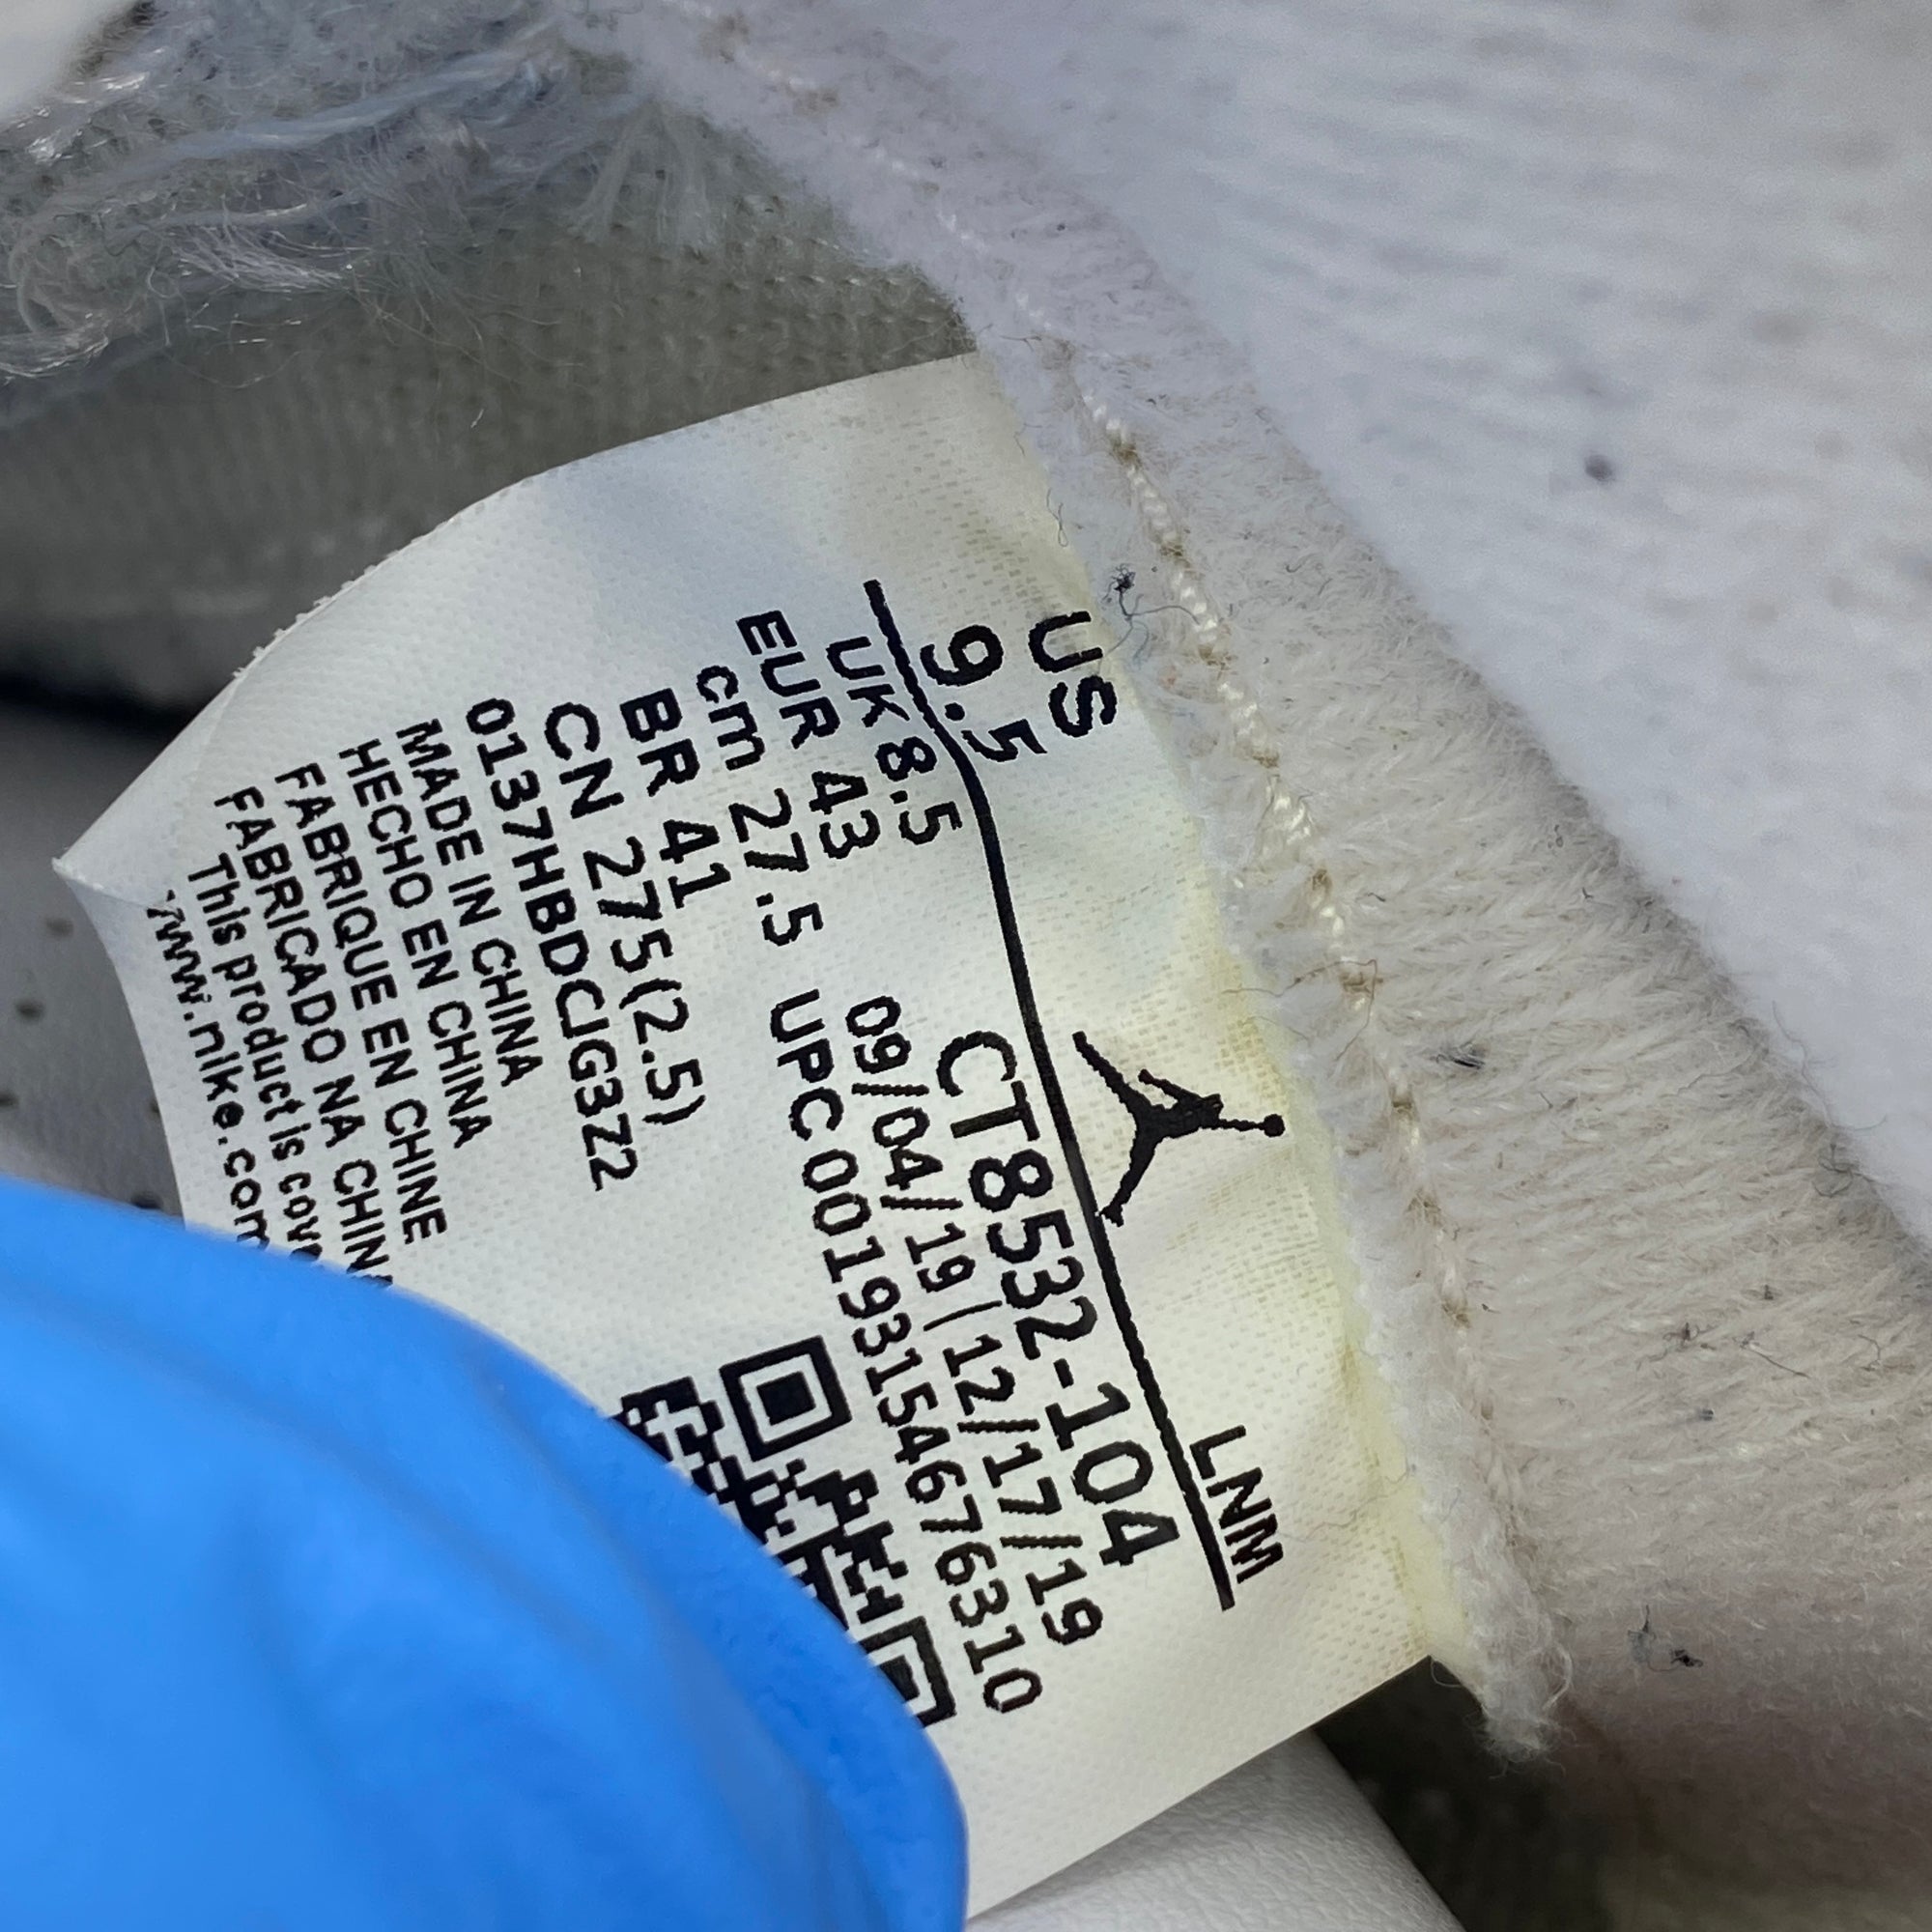 US
9.5
LNM
UK 8.5
CT8532-104
EUR 43
09/04/19 | 12/17/19
cm 27.5
UPC 00193154676310
BR 41
CN 275(2.5)
0137HBDCJG3Z2
MADE IN CHINA
HECHO EN CHINA
FABRIQUE EN CHINE
FABRICADO NA CHIN
This product is cov
www.nike.com